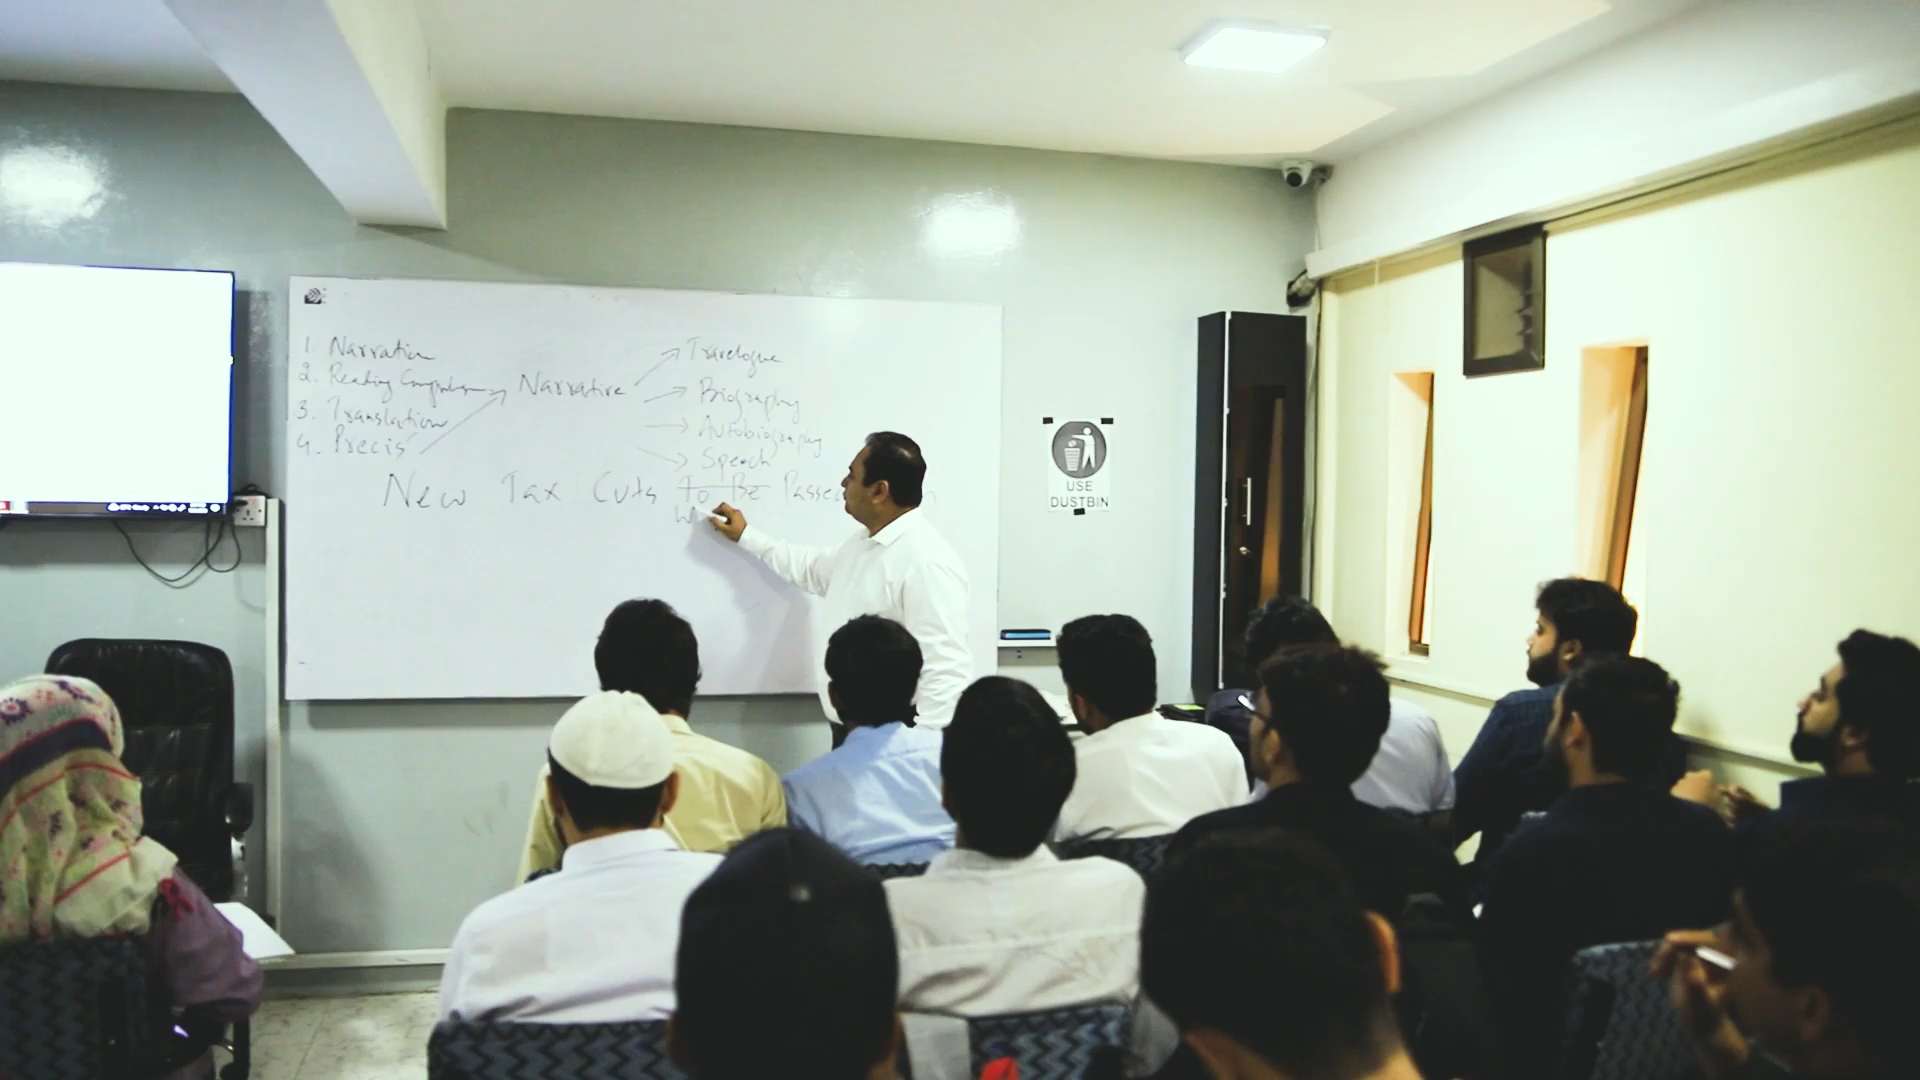 1. Narration
2. Reading Comprehension
3. Translation
4. Precis
Narrative
Travelogue
Biography
Autobiography
Speech
New Tax Cuts To Be
USE
DUSTBIN